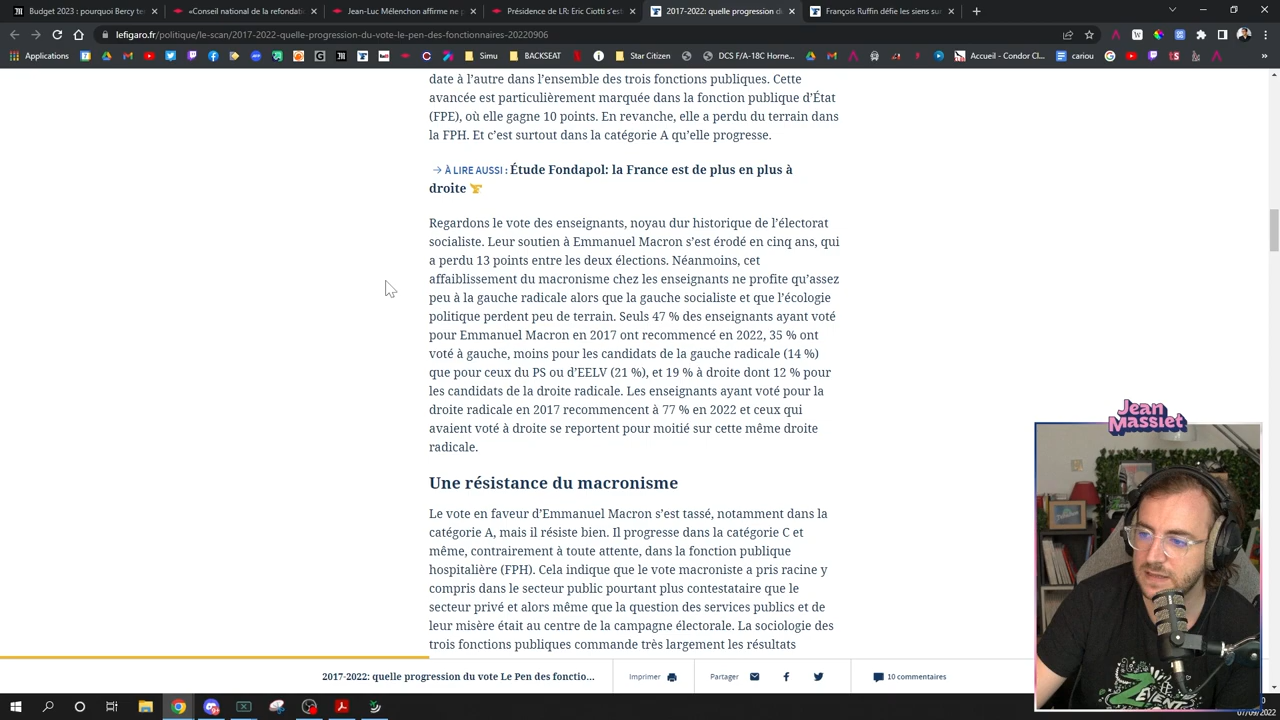 Budget 2023 : pourquoi Bercy te
«Conseil national de la refondati
Jean-Luc Mélenchon affirme ne p
Présidence de LR: Eric Ciotti s'est
2017-2022: quelle progression du
François Ruffin défie les siens sur
lefigaro.fr/politique/le-scan/2017-2022-quelle-progression-du-vote-le-pen-des-fonctionnaires-20220906
Applications
Simu
BACKSEAT
Star Citizen
DCS F/A-18C Horne...
Accueil - Condor Cl...
cariou
date à l'autre dans l'ensemble des trois fonctions publiques. Cette
avancée est particulièrement marquée dans la fonction publique d'État
(FPE), où elle gagne 10 points. En revanche, elle a perdu du terrain dans
la FPH. Et c'est surtout dans la catégorie A qu'elle progresse.
→ À LIRE AUSSI : Étude Fondapol: la France est de plus en plus à
droite
Regardons le vote des enseignants, noyau dur historique de l'électorat
socialiste. Leur soutien à Emmanuel Macron s'est érodé en cinq ans, qui
a perdu 13 points entre les deux élections. Néanmoins, cet
affaiblissement du macronisme chez les enseignants ne profite qu'assez
peu à la gauche radicale alors que la gauche socialiste et que l'écologie
politique perdent peu de terrain. Seuls 47 % des enseignants ayant voté
pour Emmanuel Macron en 2017 ont recommencé en 2022, 35 % ont
voté à gauche, moins pour les candidats de la gauche radicale (14 %)
que pour ceux du PS ou d'EELV (21 %), et 19 % à droite dont 12 % pour
les candidats de la droite radicale. Les enseignants ayant voté pour la
droite radicale en 2017 recommencent à 77 % en 2022 et ceux qui
avaient voté à droite se reportent pour moitié sur cette même droite
radicale.
Une résistance du macronisme
Le vote en faveur d'Emmanuel Macron s'est tassé, notamment dans la
catégorie A, mais il résiste bien. Il progresse dans la catégorie C et
même, contrairement à toute attente, dans la fonction publique
hospitalière (FPH). Cela indique que le vote macroniste a pris racine y
compris dans le secteur public pourtant plus contestataire que le
secteur privé et alors même que la question des services publics et de
leur misère était au centre de la campagne électorale. La sociologie des
trois fonctions publiques commande très largement les résultats
Jean
Massiet
ZEVENT
2017-2022: quelle progression du vote Le Pen des fonctio...
Imprimer
Partager
10 commentaires
07/09/2022